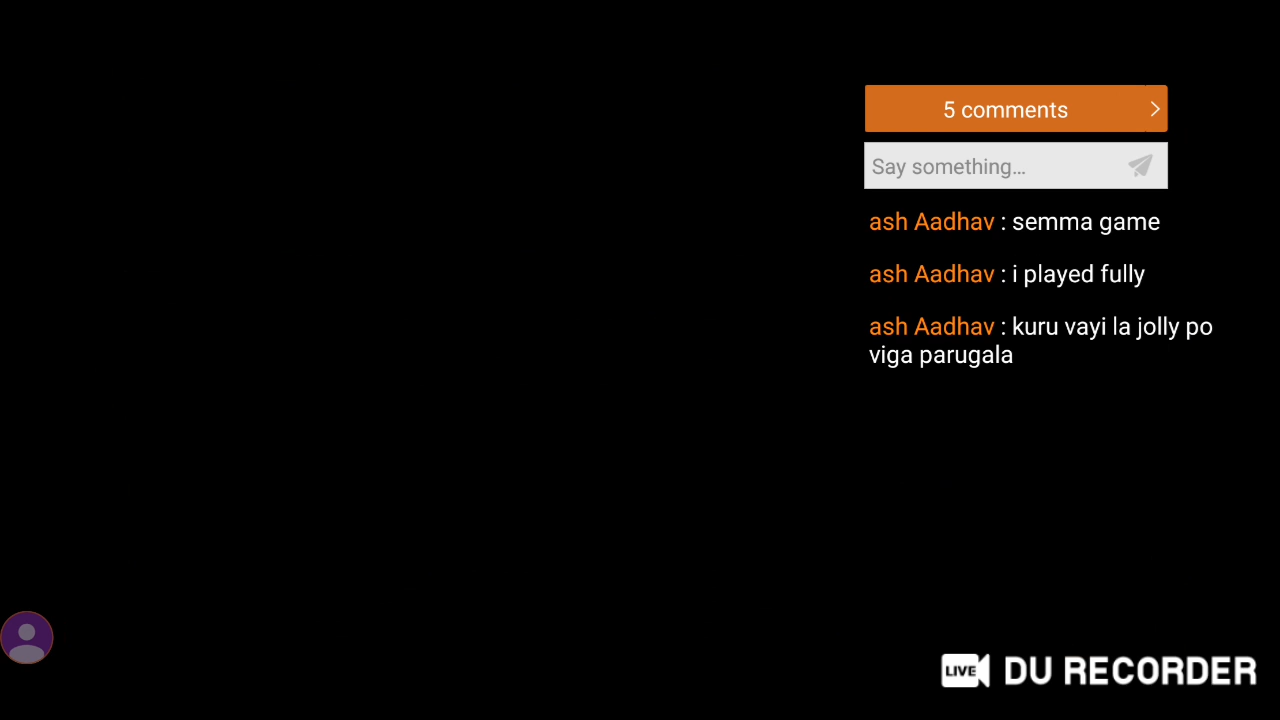 5 comments
Say something...
ash Aadhav : semma game
ash Aadhav : i played fully
ash Aadhav : kuru vayi la jolly po
viga parugala
LIVE DU RECORDER